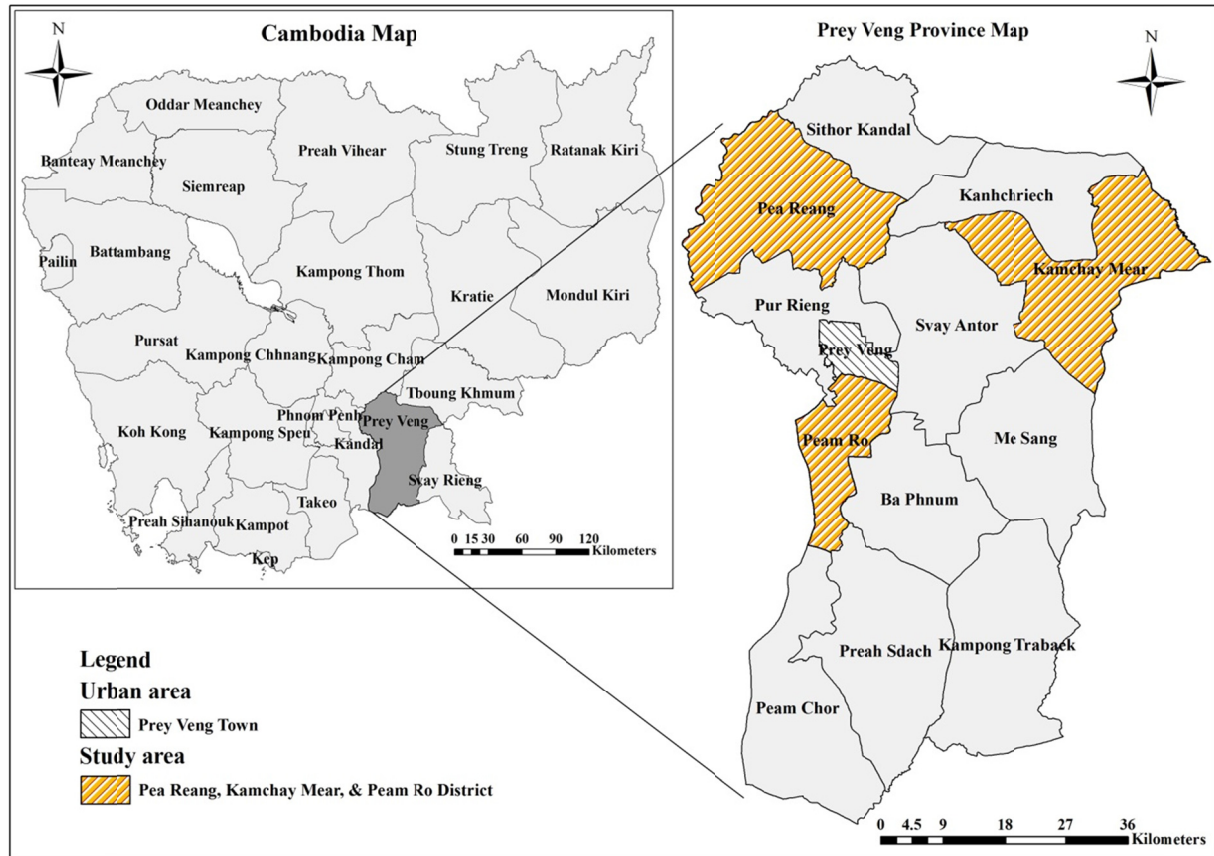 Cambodia Map
N
Oddar Meanchey
Banteay Meanchey
Preah Vihear
Stung Treng
Ratanak Kiri
Siemreap
Battambang
Pailin
Kampong Thom
Kratie
Mondul Kiri
Pursat
Kampong Chhnang
Kampong Cham
Tboung Khmum
Phnom Penh
Prey Veng
Koh Kong
Kampong Speu
Kandal
Svay Rieng
Takeo
Preah Sihanouk
Kampot
Kep
0 15 30 60 90 120
Kilometers
Legend
Urban area
Prey Veng Town
Study area
Pea Reang, Kamchay Mear, & Peam Ro District
Prey Veng Province Map
N
Sithor Kandal
Kanhchriech
Pea Reang
Kamchay Mear
Pur Rieng
Svay Antor
Prey Veng
Peam Ro
Me Sang
Ba Phnum
Preah Sdach
Kampong Traback
Peam Chor
0 4.5 9 18 27 36
Kilometers